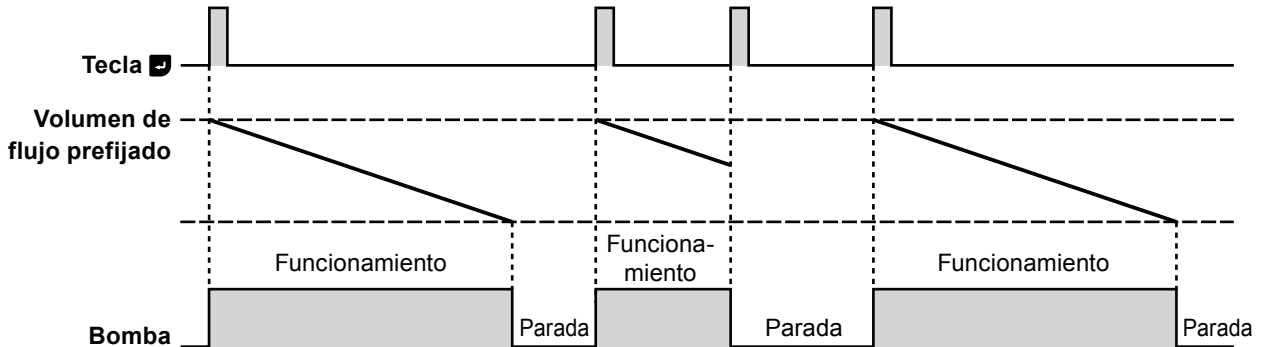 Tecla ↵
Volumen de
flujo prefijado
Funcionamiento
Funciona-
miento
Funcionamiento
Bomba
Parada
Parada
Parada